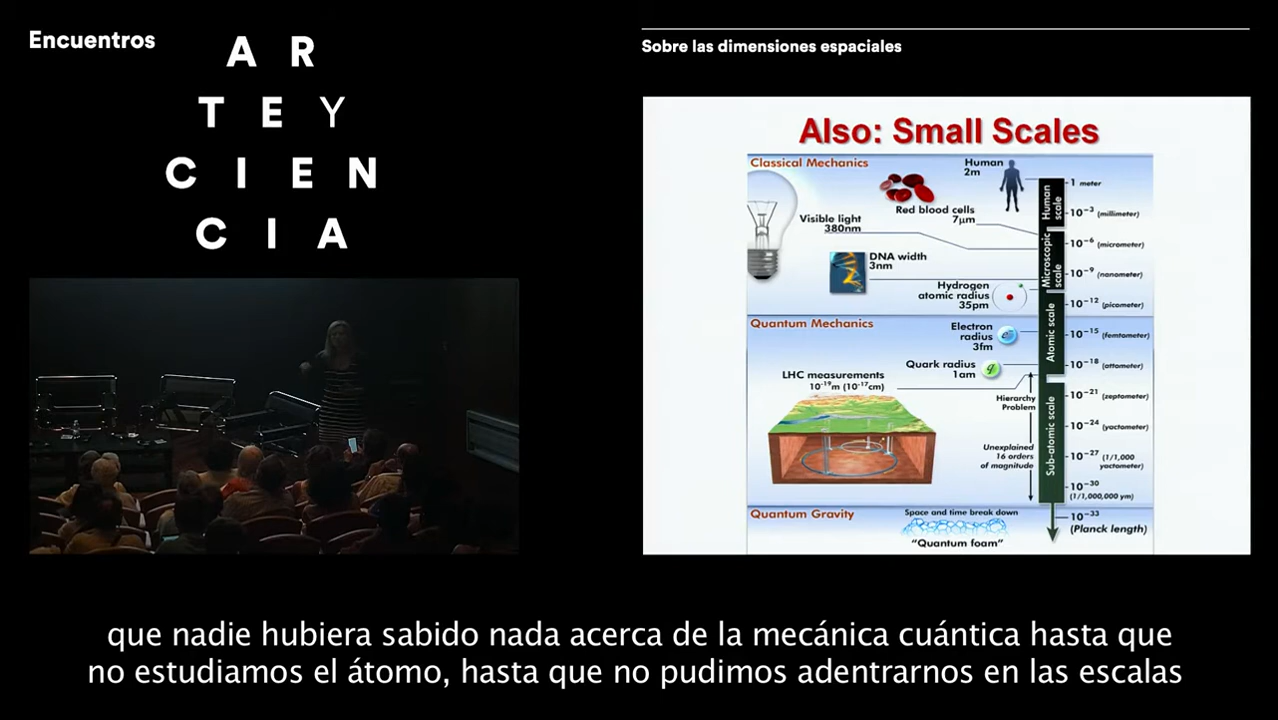 Encuentros
A R
T E Y
C I E N
C I A
Sobre las dimensiones espaciales
Also: Small Scales
Classical Mechanics
Human
2m
Red blood cells
7μm
Visible light
380nm
DNA width
3nm
Hydrogen
atomic radius
35pm
Quantum Mechanics
Electron
radius
3fm
e⁻
Quark radius
1am
q
LHC measurements
10⁻¹⁹m (10⁻¹⁷cm)
Hierarchy
Problem
Unexplained
16 orders
of magnitude
Quantum Gravity
Space and time break down
"Quantum foam"
Human
scale
Microscopic
scale
Atomic scale
Sub-atomic scale
1 meter
10⁻³ (millimeter)
10⁻⁶ (micrometer)
10⁻⁹ (nanometer)
10⁻¹² (picometer)
10⁻¹⁵ (femtometer)
10⁻¹⁸ (attometer)
10⁻²¹ (zeptometer)
10⁻²⁴ (yactometer)
10⁻²⁷ (1/1,000
yactometer)
10⁻³⁰
(1/1,000,000 ym)
10⁻³³
(Planck length)
que nadie hubiera sabido nada acerca de la mecánica cuántica hasta que
no estudiamos el átomo, hasta que no pudimos adentrarnos en las escalas